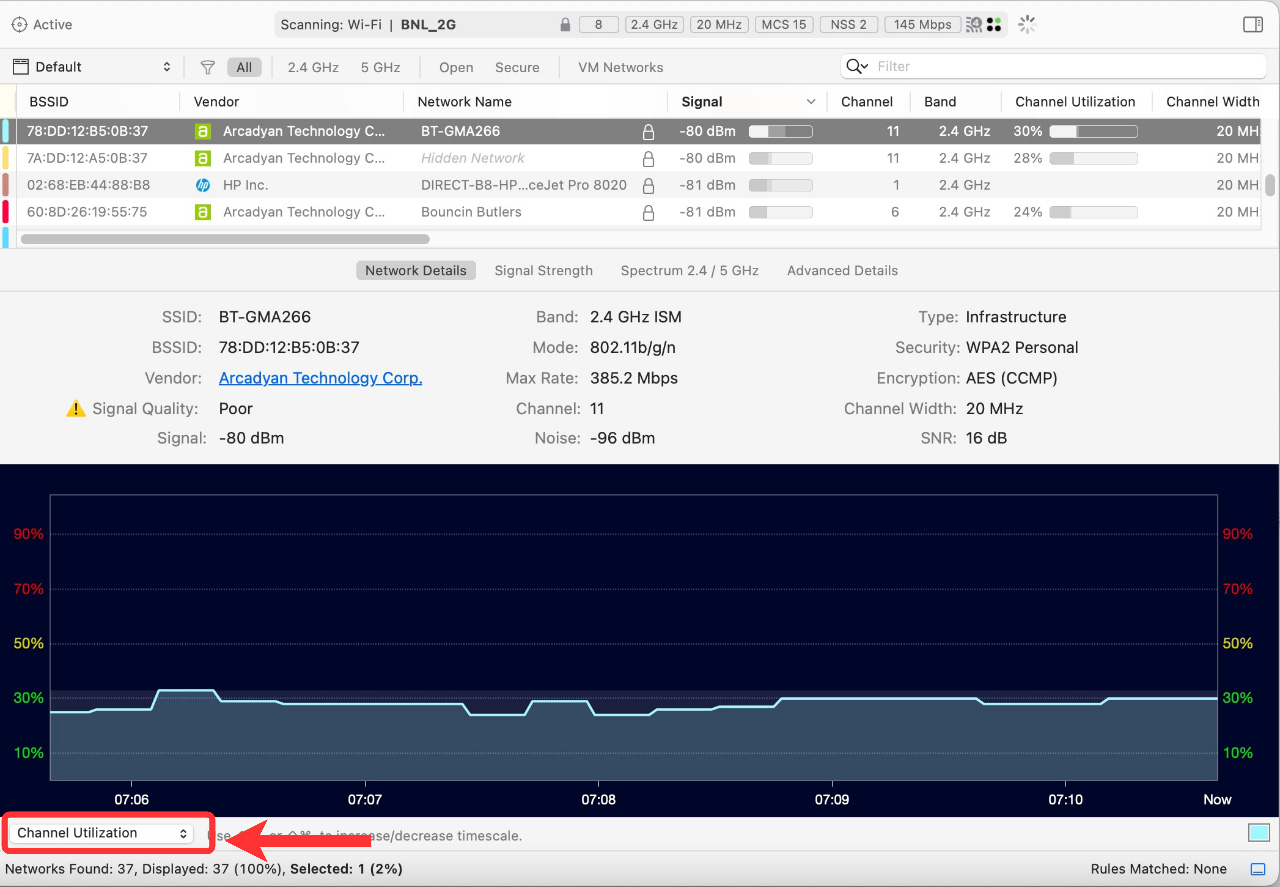 Active Scanning: Wi-Fi | BNL_2G 8 2.4 GHz 20 MHz MCS 15 NSS 2 145 Mbps 4
Default All 2.4 GHz 5 GHz Open Secure VM Networks Filter
BSSID Vendor Network Name Signal Channel Band Channel Utilization Channel Width
78:DD:12:B5:0B:37 a Arcadyan Technology C... BT-GMA266 -80 dBm 11 2.4 GHz 30% 20 MH
7A:DD:12:A5:0B:37 a Arcadyan Technology C... Hidden Network -80 dBm 11 2.4 GHz 28% 20 MH
02:68:EB:44:88:B8 hp HP Inc. DIRECT-B8-HP...ceJet Pro 8020 -81 dBm 1 2.4 GHz 20 MH
60:8D:26:19:55:75 a Arcadyan Technology C... Bouncin Butlers -81 dBm 6 2.4 GHz 24% 20 MH
Network Details Signal Strength Spectrum 2.4 / 5 GHz Advanced Details
SSID: BT-GMA266 Band: 2.4 GHz ISM Type: Infrastructure
BSSID: 78:DD:12:B5:0B:37 Mode: 802.11b/g/n Security: WPA2 Personal
Vendor: Arcadyan Technology Corp. Max Rate: 385.2 Mbps Encryption: AES (CCMP)
Signal Quality: Poor Channel: 11 Channel Width: 20 MHz
Signal: -80 dBm Noise: -96 dBm SNR: 16 dB
90% 90%
70% 70%
50% 50%
30% 30%
10% 10%
07:06 07:07 07:08 07:09 07:10 Now
Channel Utilization to increase/decrease timescale.
Networks Found: 37, Displayed: 37 (100%), Selected: 1 (2%) Rules Matched: None